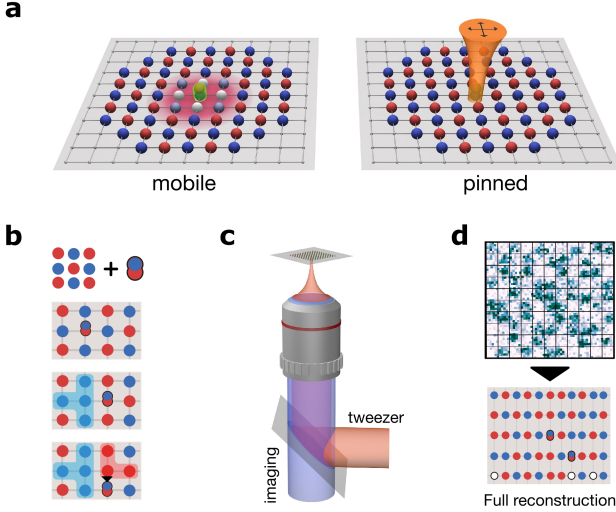 a
mobile
pinned
b
c
d
+
tweezer
imaging
Full reconstruction